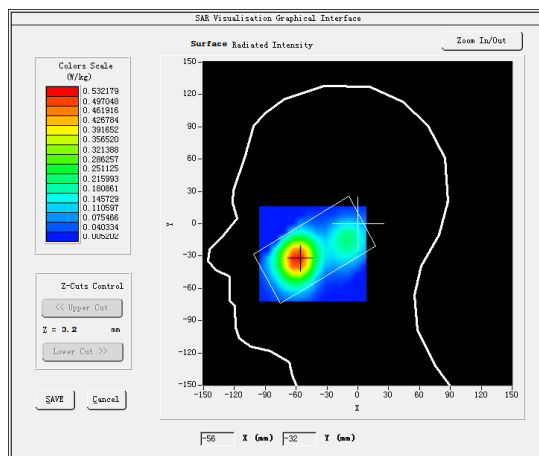 SAR Visualisation Graphical Interface
Surface Radiated Intensity
Zoom In/Out
Colors Scale
(W/kg)
0.532179
0.497048
0.461916
0.426784
0.391652
0.356520
0.321388
0.286257
0.251125
0.215993
0.180861
0.145729
0.110597
0.075466
0.040334
0.005202
Z-Cuts Control
<< Upper Cut
Z = 0.2 mm
Lower Cut >>
SAVE Cancel
150
120
90
60
30
0
-30
-60
-90
-120
-150
Y
-150 -120 -90 -60 -30 0 30 60 90 120 150
X
-56 X (mm) -32 Y (mm)